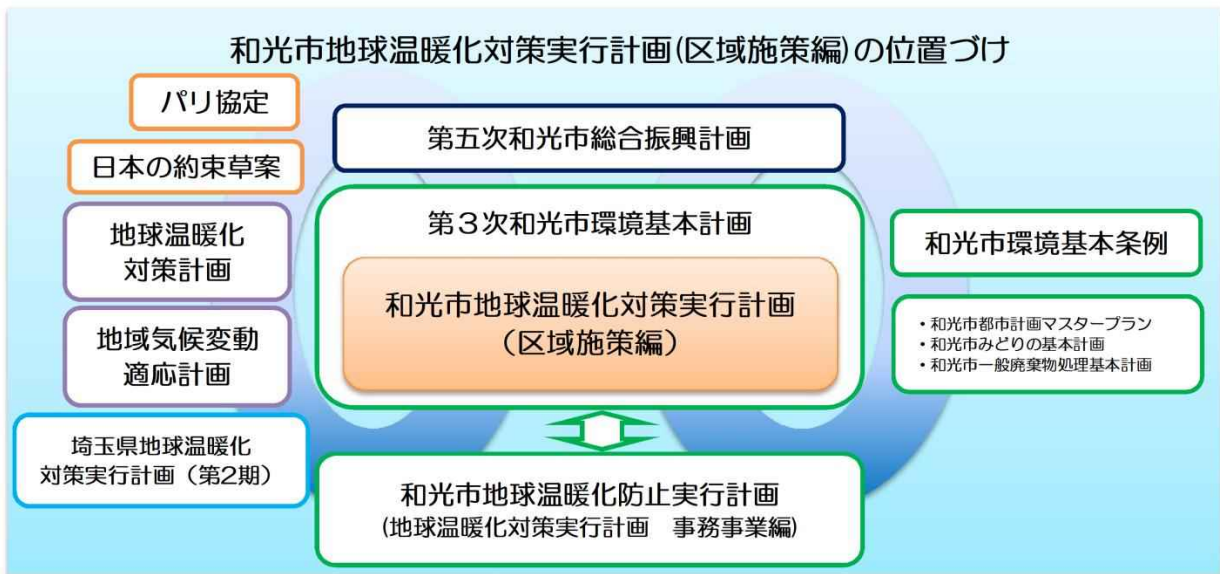 和光市地球温暖化対策実行計画(区域施策編)の位置づけ
パリ協定
日本の約束草案
地球温暖化
対策計画
地域気候変動
適応計画
埼玉県地球温暖化
対策実行計画（第2期）
第五次和光市総合振興計画
第３次和光市環境基本計画
和光市地球温暖化対策実行計画
（区域施策編）
和光市地球温暖化防止実行計画
(地球温暖化対策実行計画　事務事業編)
和光市環境基本条例
・和光市都市計画マスタープラン
・和光市みどりの基本計画
・和光市一般廃棄物処理基本計画